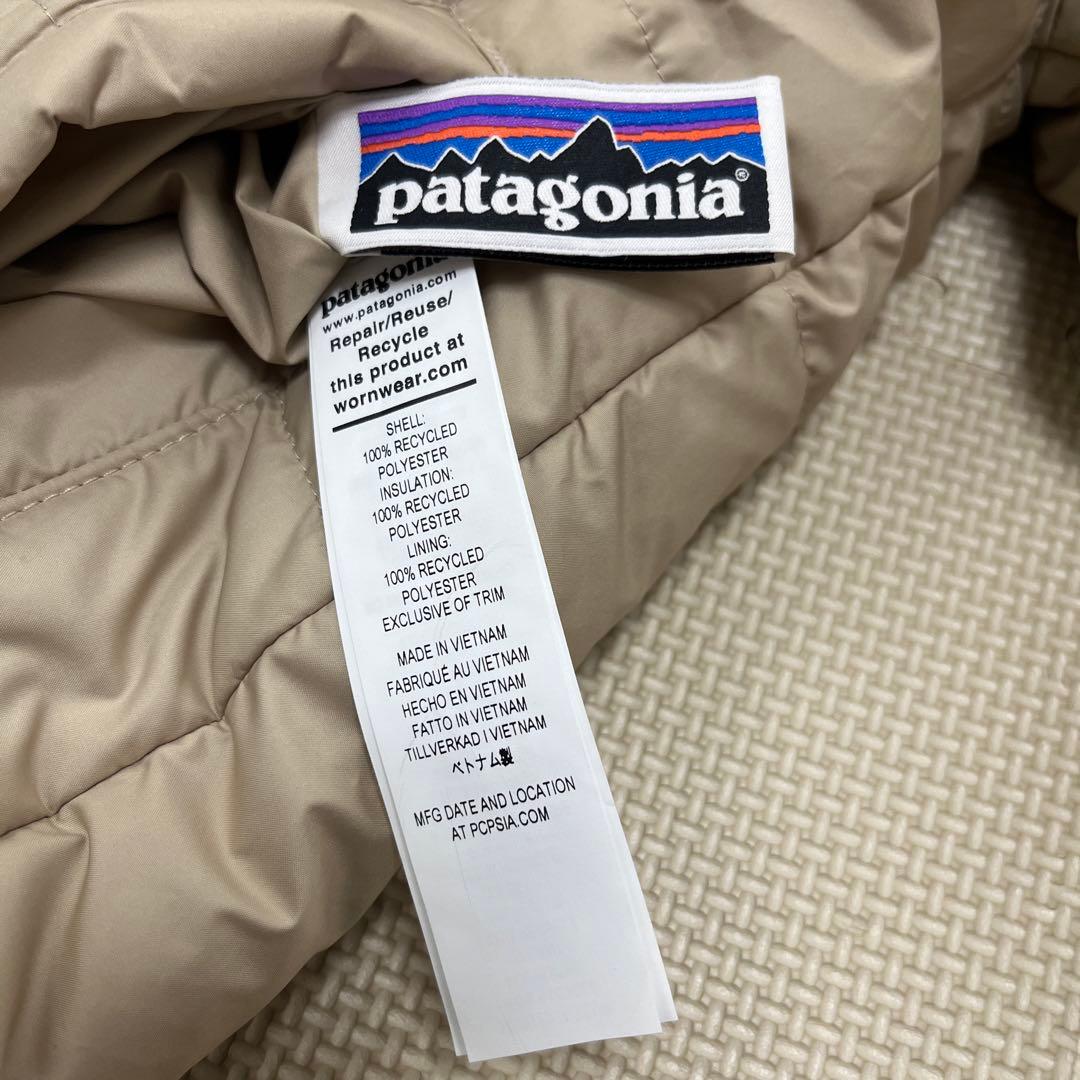 patagonia®
patagonia
www.patagonia.com
Repair/Reuse/
Recycle
this product at
wornwear.com
SHELL:
100% RECYCLED
POLYESTER
INSULATION:
100% RECYCLED
POLYESTER
LINING:
100% RECYCLED
POLYESTER
EXCLUSIVE OF TRIM
MADE IN VIETNAM
FABRIQUÉ AU VIETNAM
HECHO EN VIETNAM
FATTO IN VIETNAM
TILLVERKAD I VIETNAM
ベトナム製
MFG DATE AND LOCATION
AT PCPSIA.COM